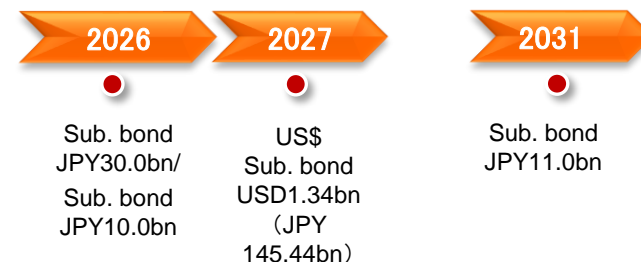 2026
2027
2031
Sub. bond
JPY30.0bn/
Sub. bond
JPY10.0bn
US$
Sub. bond
USD1.34bn
（JPY
145.44bn）
Sub. bond
JPY11.0bn